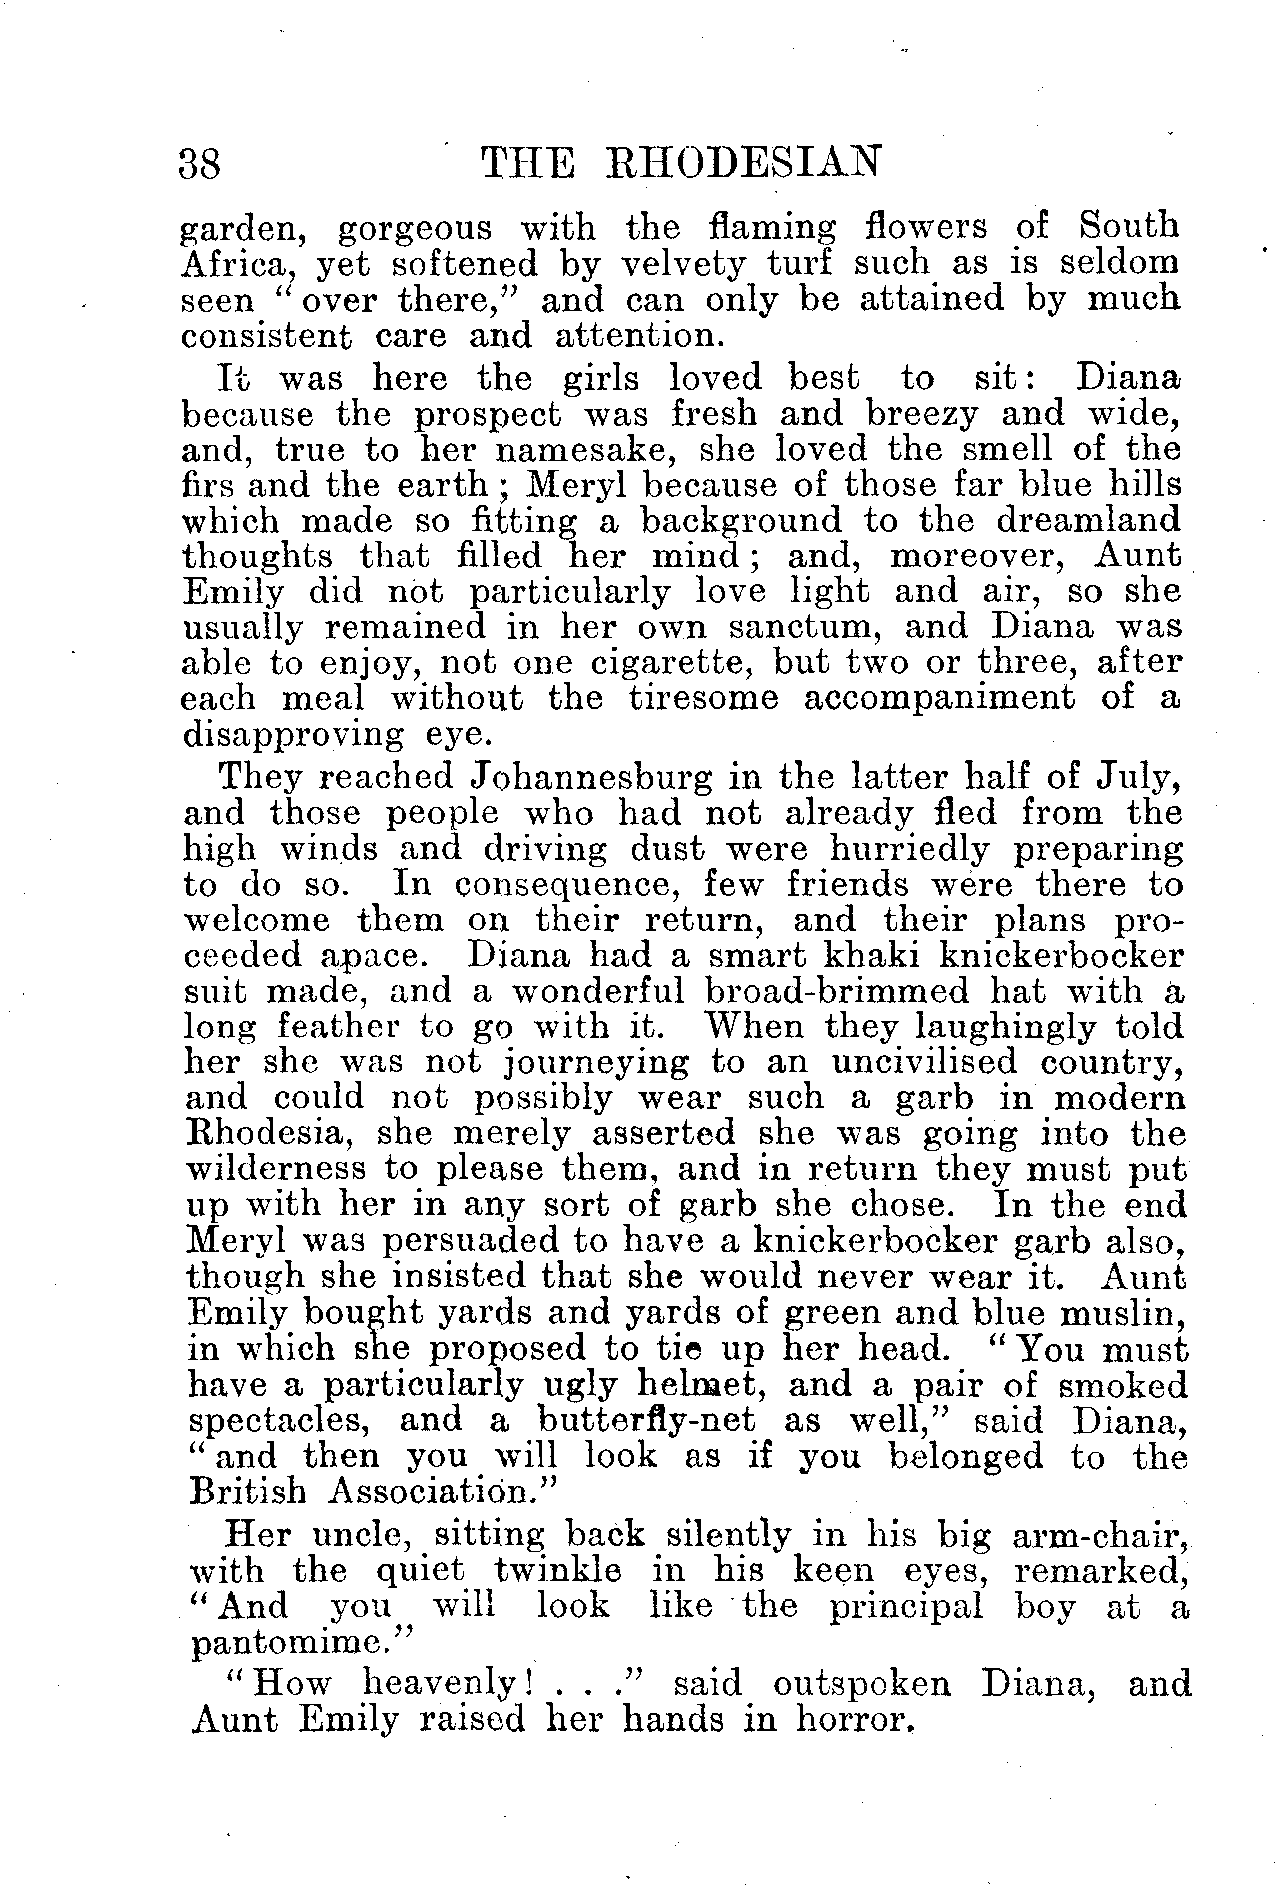 38 THE RHODESIAN
garden, gorgeous with the flaming flowers of South
Africa, yet softened by velvety turf such as is seldom
seen “over there,” and can only be attained by much
consistent care and attention.
It was here the girls loved best to sit: Diana
because the prospect was fresh and breezy and wide,
and, true to her namesake, she loved the smell of the
firs and the earth; Meryl because of those far blue hills
which made so fitting a background to the dreamland
thoughts that filled her mind; and, moreover, Aunt
Emily did not particularly love light and air, so she
usually remained in her own sanctum, and Diana was
able to enjoy, not one cigarette, but two or three, after
each meal without the tiresome accompaniment of a
disapproving eye.
They reached Johannesburg in the latter half of July,
and those people who had not already fled from the
high winds and driving dust were hurriedly preparing
to do so. In consequence, few friends were there to
welcome them on their return, and their plans pro-
ceeded apace. Diana had a smart khaki knickerbocker
suit made, and a wonderful broad-brimmed hat with a
long feather to go with it. When they laughingly told
her she was not journeying to an uncivilised country,
and could not possibly wear such a garb in modern
Rhodesia, she merely asserted she was going into the
wilderness to please them, and in return they must put
up with her in any sort of garb she chose. In the end
Meryl was persuaded to have a knickerbocker garb also,
though she insisted that she would never wear it. Aunt
Emily bought yards and yards of green and blue muslin,
in which she proposed to tie up her head. “You must
have a particularly ugly helmet, and a pair of smoked
spectacles, and a butterfly-net as well,” said Diana,
“and then you will look as if you belonged to the
British Association.”
Her uncle, sitting back silently in his big arm-chair,
with the quiet twinkle in his keen eyes, remarked,
“And you will look like the principal boy at a
pantomime.”
“How heavenly! . . .” said outspoken Diana, and
Aunt Emily raised her hands in horror.